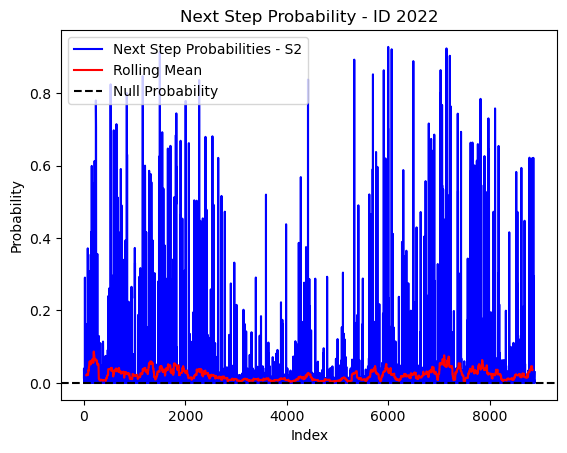 Next Step Probability - ID 2022
Next Step Probabilities - S2
Rolling Mean
Null Probability
Probability
0.8
0.6
0.4
0.2
0.0
0
2000
4000
6000
8000
Index